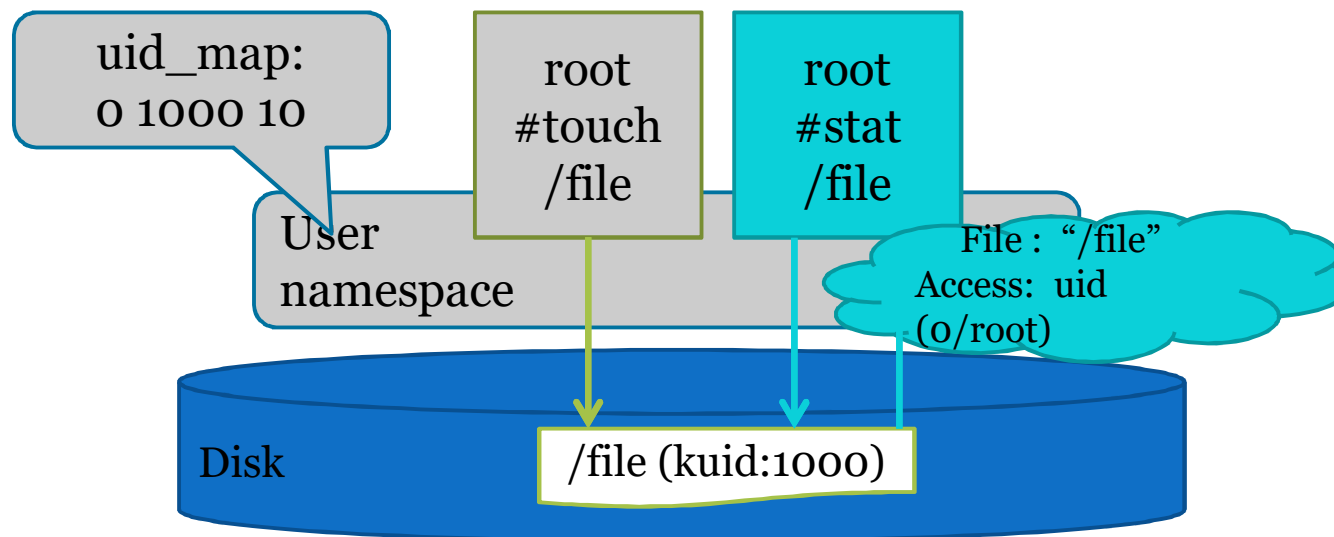 uid_map:
0 1000 10
root
#touch
/file
root
#stat
/file
User
namespace
File : “/file”
Access: uid
(0/root)
Disk
/file (kuid:1000)